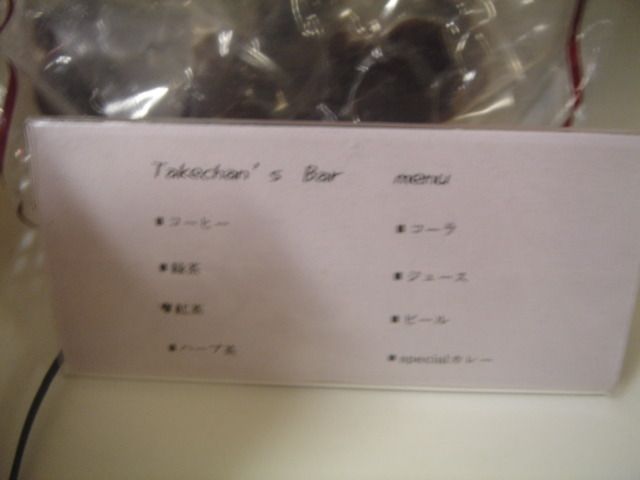 Takechan's Bar menu
■コーヒー
■緑茶
■紅茶
■ハーブ茶
■コーラ
■ジュース
■ビール
■specialカレー